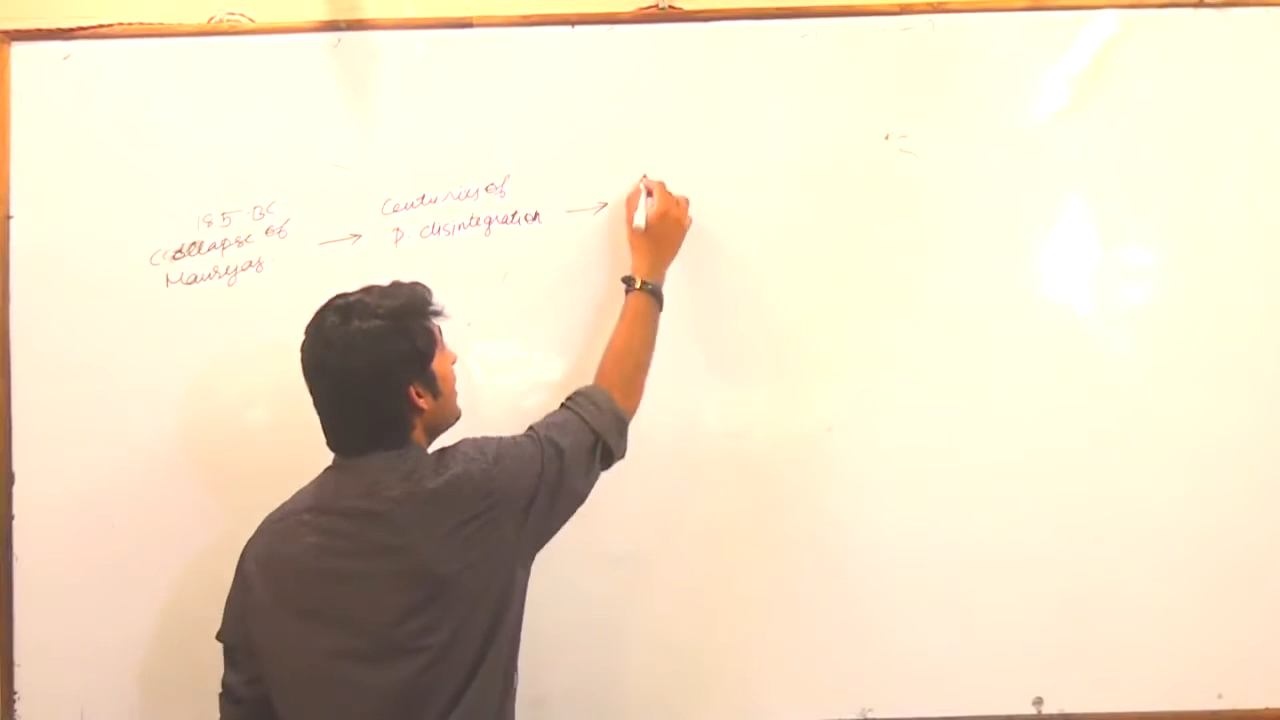 185 BC
Collapse of
Mauryas
→
Centuries of
P. disintegration
→